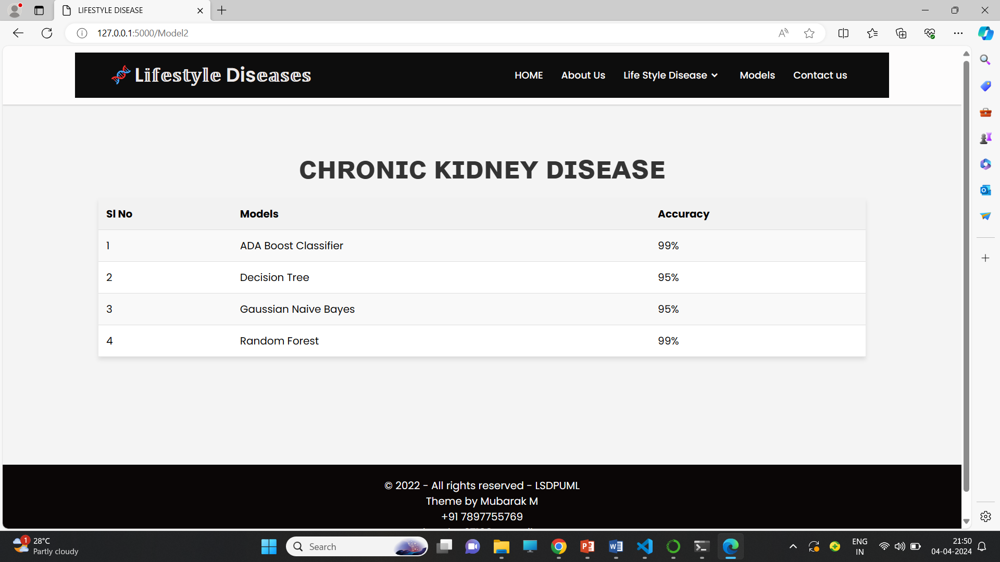 LIFESTYLE DISEASE
127.0.0.1:5000/Model2
Lifestyle Diseases
HOME About Us Life Style Disease Models Contact us
CHRONIC KIDNEY DISEASE
Sl No Models Accuracy
1 ADA Boost Classifier 99%
2 Decision Tree 95%
3 Gaussian Naive Bayes 95%
4 Random Forest 99%
© 2022 - All rights reserved - LSDPUML
Theme by Mubarak M
+91 7897755769
1 28°C
Partly cloudy
Search
ENG
IN
21:50
04-04-2024